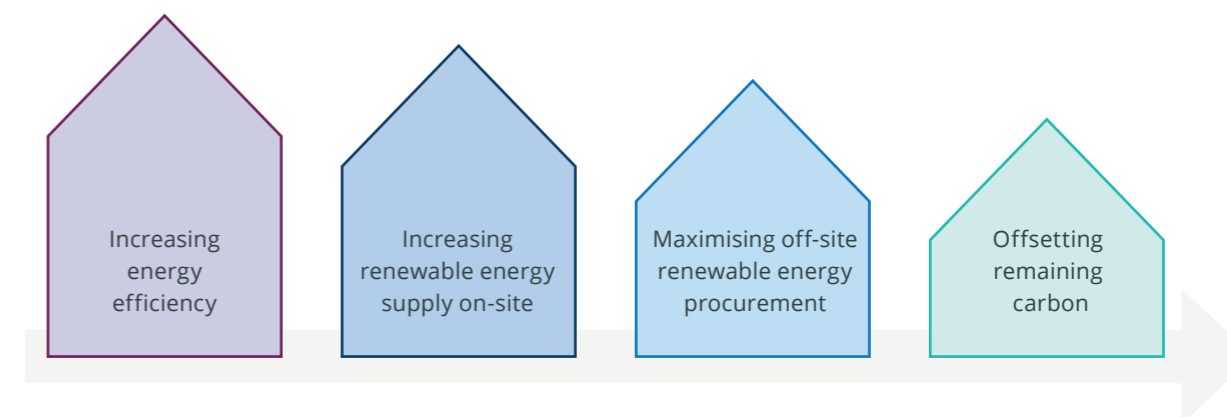 Increasing
energy
efficiency
Increasing
renewable energy
supply on-site
Maximising off-site
renewable energy
procurement
Offsetting
remaining
carbon